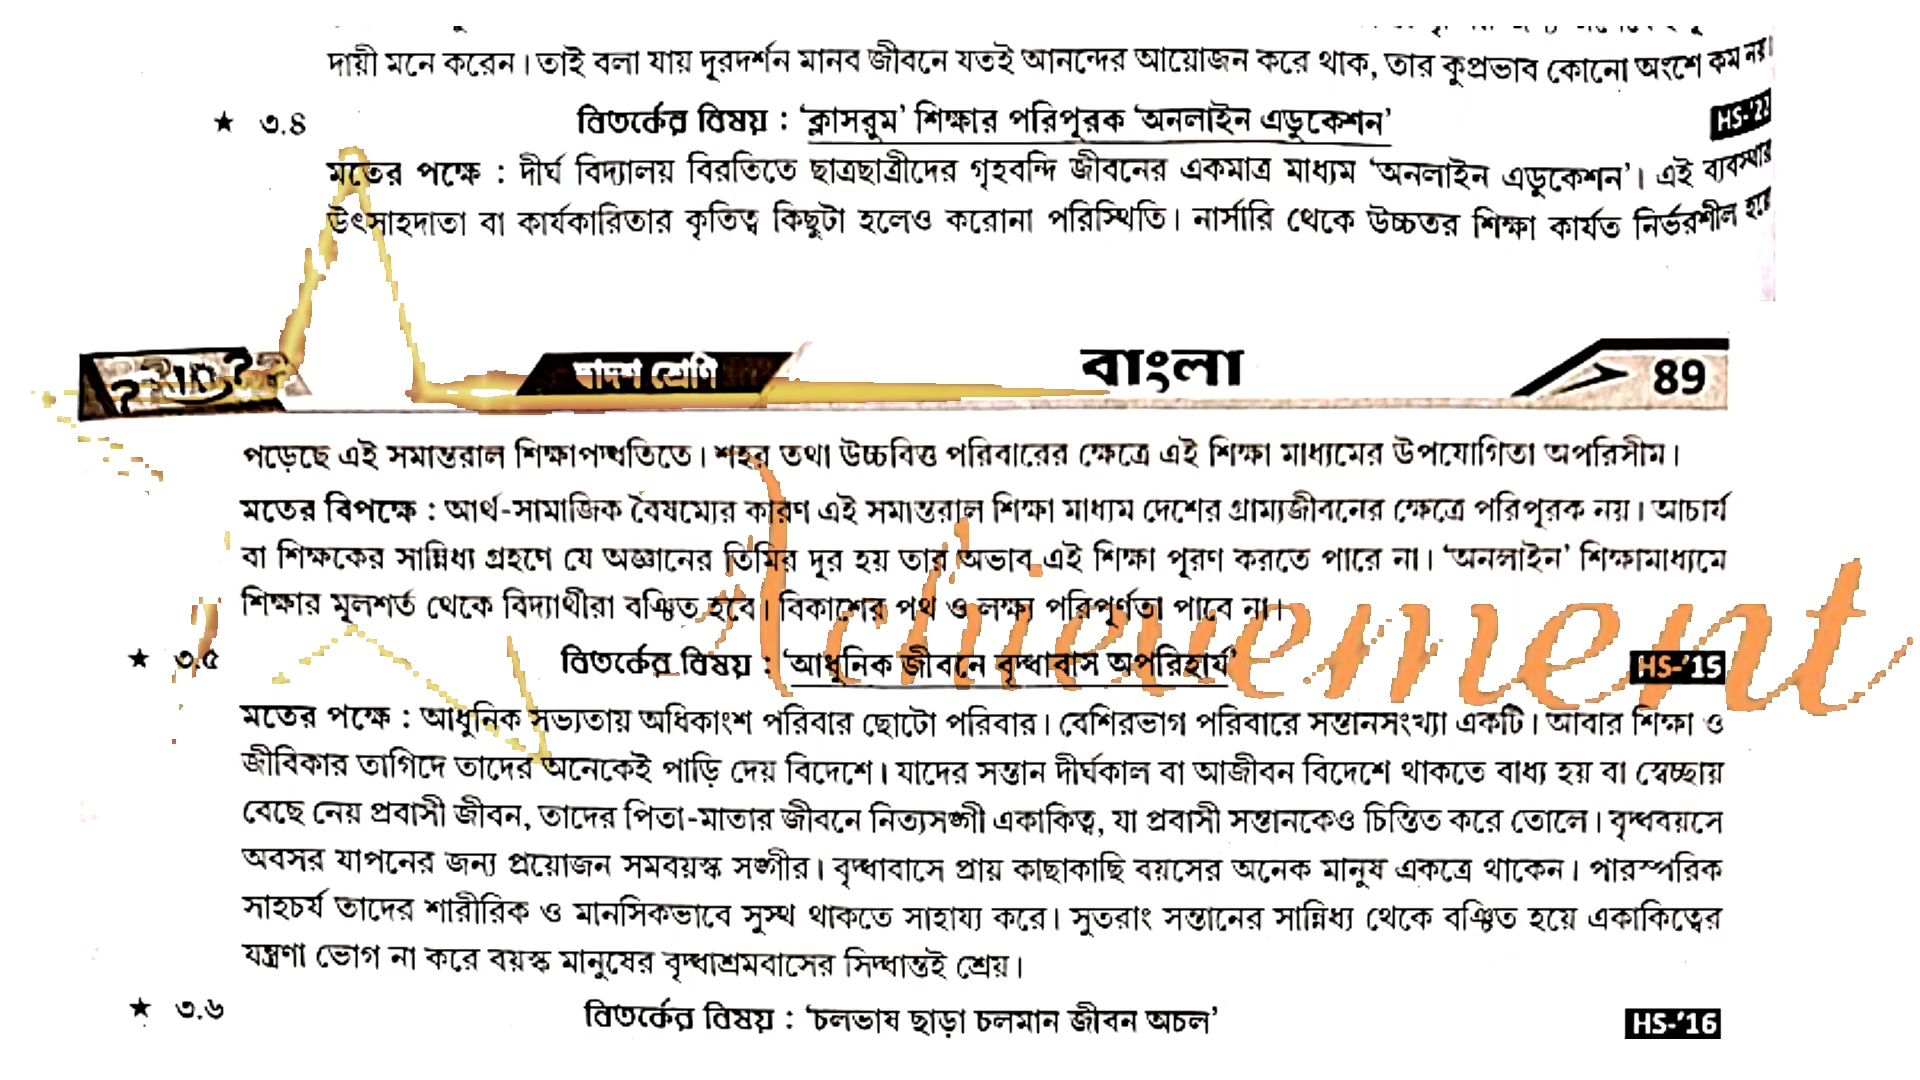 দায়ী মনে করেন। তাই বলা যায় দূরদর্শন মানব জীবনে যতই আনন্দের আয়োজন করে থাক, তার কুপ্রভাব কোনো অংশে কম নয়।
★ ৩.৪ বিতর্কের বিষয় : 'ক্লাসরুম' শিক্ষার পরিপূরক 'অনলাইন এডুকেশন'
মতের পক্ষে : দীর্ঘ বিদ্যালয় বিরতিতে ছাত্রছাত্রীদের গৃহবন্দি জীবনের একমাত্র মাধ্যম 'অনলাইন এডুকেশন'। এই ব্যবস্থার
উৎসাহদাতা বা কার্যকারিতার কৃতিত্ব কিছুটা হলেও করোনা পরিস্থিতি। নার্সারি থেকে উচ্চতর শিক্ষা কার্যত নির্ভরশীল হয়ে
দ্বাদশ শ্রেণি বাংলা 89
পড়েছে এই সমান্তরাল শিক্ষাপদ্ধতিতে। শহর তথা উচ্চবিত্ত পরিবারের ক্ষেত্রে এই শিক্ষা মাধ্যমের উপযোগিতা অপরিসীম।
মতের বিপক্ষে : আর্থ-সামাজিক বৈষম্যের কারণ এই সমান্তরাল শিক্ষা মাধ্যম দেশের গ্রাম্যজীবনের ক্ষেত্রে পরিপূরক নয়। আচার্য
বা শিক্ষকের সান্নিধ্য গ্রহণে যে অজ্ঞানের তিমির দূর হয় তার অভাব এই শিক্ষা পূরণ করতে পারে না। 'অনলাইন' শিক্ষামাধ্যমে
শিক্ষার মূলশর্ত থেকে বিদ্যার্থীরা বঞ্চিত হবে। বিকাশের পথ ও লক্ষ্য পরিপূর্ণতা পাবে না।
Achievement
★ ৩.৫ বিতর্কের বিষয় : 'আধুনিক জীবনে বৃদ্ধাবাস অপরিহার্য' HS-'15
মতের পক্ষে : আধুনিক সভ্যতায় অধিকাংশ পরিবার ছোটো পরিবার। বেশিরভাগ পরিবারে সন্তানসংখ্যা একটি। আবার শিক্ষা ও
জীবিকার তাগিদে তাদের অনেকেই পাড়ি দেয় বিদেশে। যাদের সন্তান দীর্ঘকাল বা আজীবন বিদেশে থাকতে বাধ্য হয় বা স্বেচ্ছায়
বেছে নেয় প্রবাসী জীবন, তাদের পিতা-মাতার জীবনে নিত্যসঙ্গী একাকিত্ব, যা প্রবাসী সন্তানকেও চিন্তিত করে তোলে। বৃদ্ধবয়সে
অবসর যাপনের জন্য প্রয়োজন সমবয়স্ক সঙ্গীর। বৃদ্ধাবাসে প্রায় কাছাকাছি বয়সের অনেক মানুষ একত্রে থাকেন। পারস্পরিক
সাহচর্য তাদের শারীরিক ও মানসিকভাবে সুস্থ থাকতে সাহায্য করে। সুতরাং সন্তানের সান্নিধ্য থেকে বঞ্চিত হয়ে একাকিত্বের
যন্ত্রণা ভোগ না করে বয়স্ক মানুষের বৃদ্ধাশ্রমবাসের সিদ্ধান্তই শ্রেয়।
★ ৩.৬ বিতর্কের বিষয় : 'চলভাষ ছাড়া চলমান জীবন অচল' HS-'16